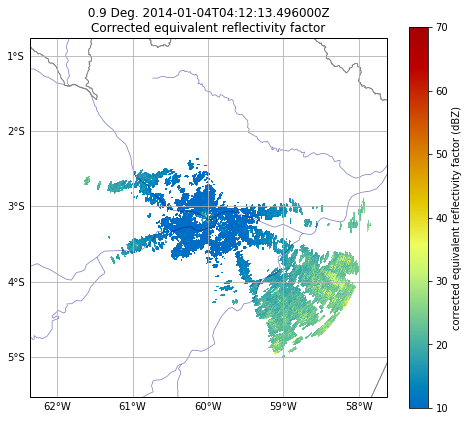 0.9 Deg. 2014-01-04T04:12:13.496000Z
Corrected equivalent reflectivity factor
1°S
2°S
3°S
4°S
5°S
62°W 61°W 60°W 59°W 58°W
70
60
50
40
30
20
10
corrected equivalent reflectivity factor (dBZ)